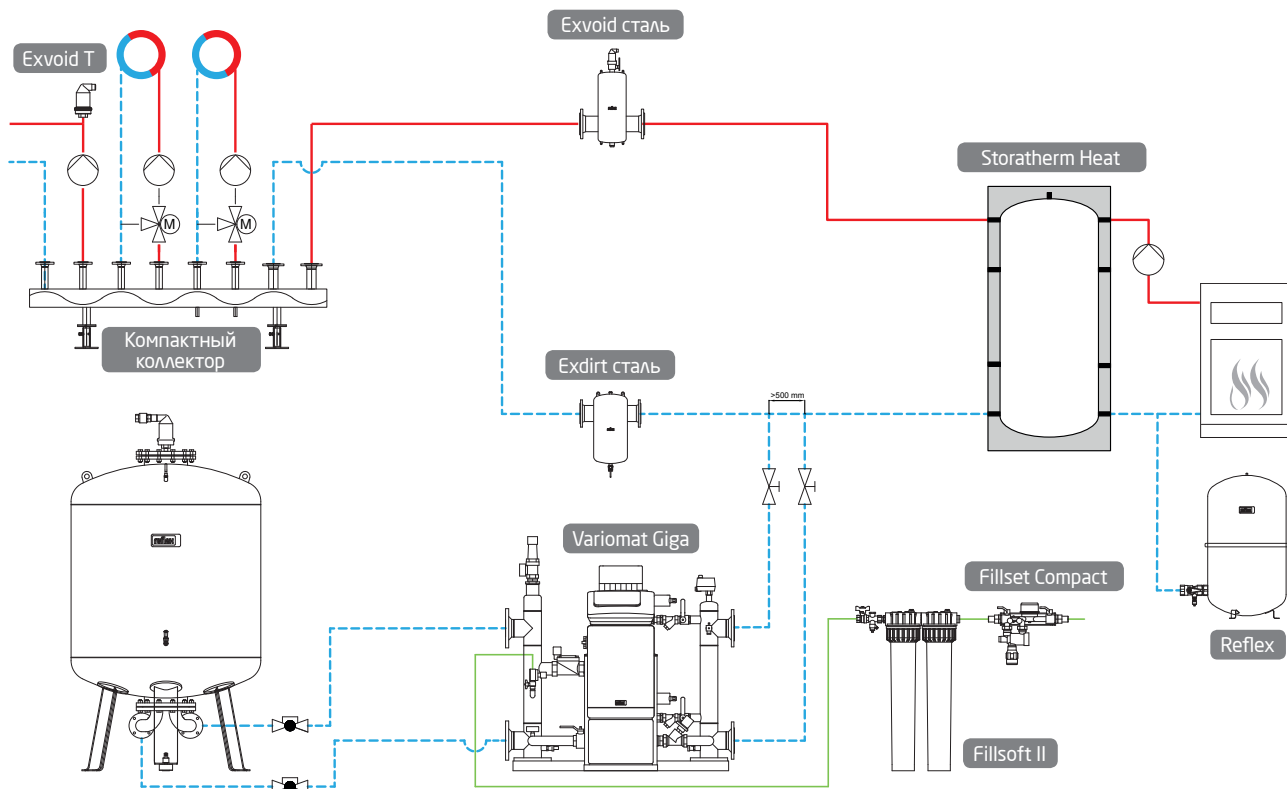 Exvoid T
Exvoid сталь
Storatherm Heat
M
M
Компактный
коллектор
Exdirt сталь
>500 mm
Variomat Giga
Fillset Compact
Reflex
Fillsoft II